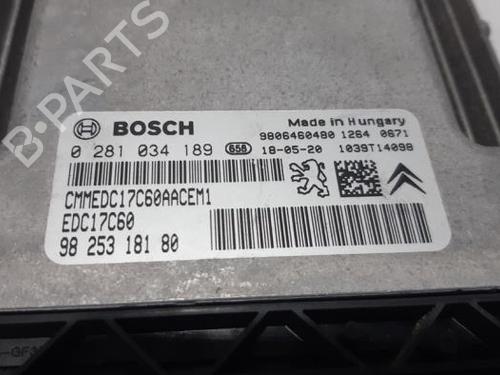 B-PARTS
BOSCH
Made in Hungary
9806460480 1264 0671
0 281 034 189 658 18-05-20 1039T14098
CMMEDC17C60AACEM1
EDC17C60
98 253 181 80